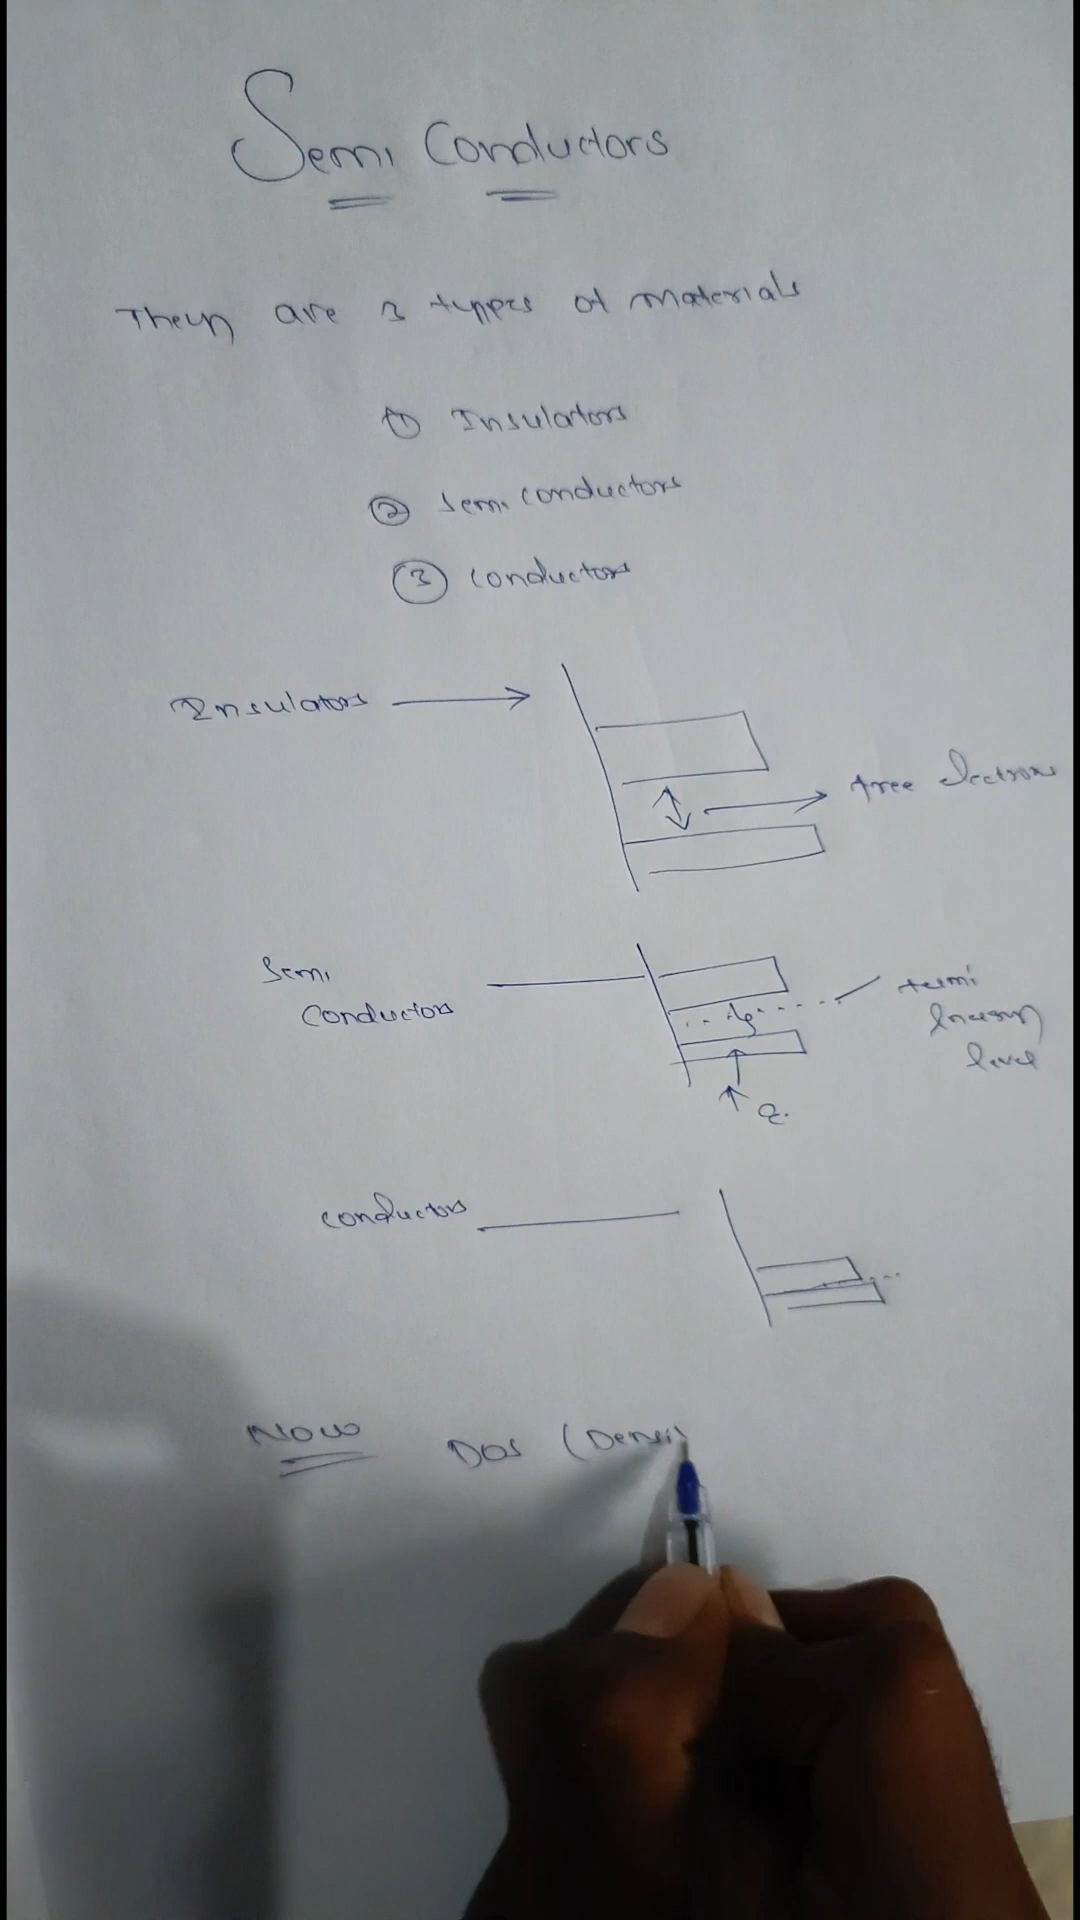 Semi Conductors
They are 3 types of materials
① Insulators
② Semi conductors
③ conductors
Insulators
free electrons
Semi
Conductors
fermi
level
e.
conductors
Now DOS (Densi